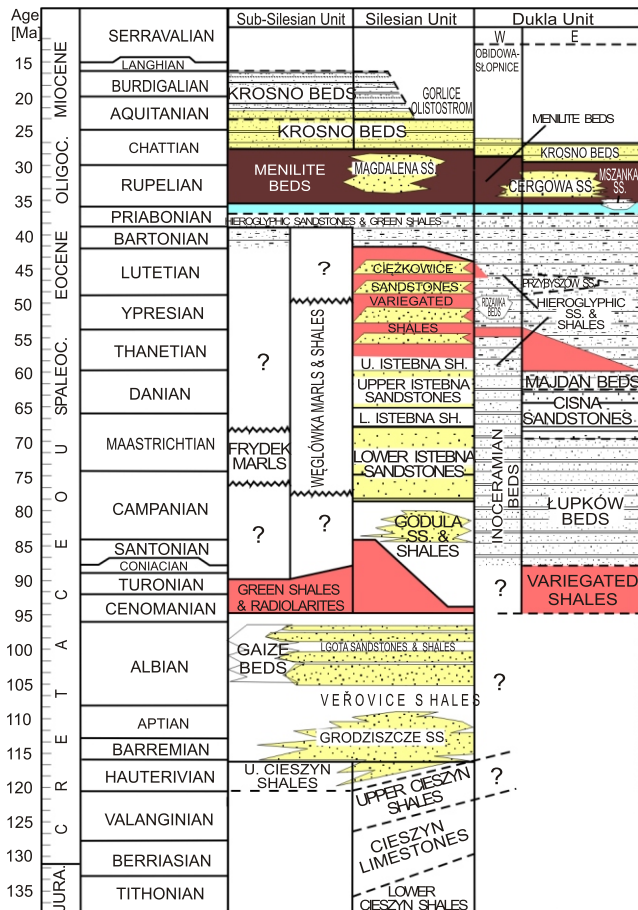 Age
[Ma]
Sub-Silesian Unit
Silesian Unit
Dukla Unit
W
E
OBIDOWA-
SŁOPNICE
15
20
25
30
35
40
45
50
55
60
65
70
75
80
85
90
95
100
105
110
115
120
125
130
135
MIOCENE
OLIGOC.
EOCENE
PALEOC.
CRETACEOUS
JURA.
SERRAVALIAN
LANGHIAN
BURDIGALIAN
AQUITANIAN
CHATTIAN
RUPELIAN
PRIABONIAN
BARTONIAN
LUTETIAN
YPRESIAN
THANETIAN
DANIAN
MAASTRICHTIAN
CAMPANIAN
SANTONIAN
CONIACIAN
TURONIAN
CENOMANIAN
ALBIAN
APTIAN
BARREMIAN
HAUTERIVIAN
VALANGINIAN
BERRIASIAN
TITHONIAN
KROSNO BEDS
GORLICE
OLISTOSTROM
KROSNO BEDS
MENILITE BEDS
KROSNO BEDS
MENILITE
BEDS
MAGDALENA SS.
CERGOWA SS.
MSZANKA
SS.
HIEROGLYPHIC SANDSTONES & GREEN SHALES
?
?
WĘGLÓWKA MARLS & SHALES
CIĘŻKOWICE
SANDSTONES
VARIEGATED
SHALES
PRZYBYSZÓW SS.
HIEROGLYPHIC
SS. &
SHALES
U. ISTEBNA SH.
UPPER ISTEBNA
SANDSTONES
L. ISTEBNA SH.
LOWER ISTEBNA
SANDSTONES
MAJDAN BEDS
CISNA
SANDSTONES
FRYDEK
MARLS
?
?
GODULA
SS. &
SHALES
INOCERAMIAN
BEDS
ŁUPKÓW
BEDS
GREEN SHALES
& RADIOLARITES
?
VARIEGATED
SHALES
GAIZE
BEDS
LGOTA SANDSTONES & SHALES
?
VEŘOVICE SHALES
GRODZISZCZE SS.
U. CIESZYN
SHALES
UPPER CIESZYN
SHALES
?
CIESZYN
LIMESTONES
LOWER
CIESZYN SHALES